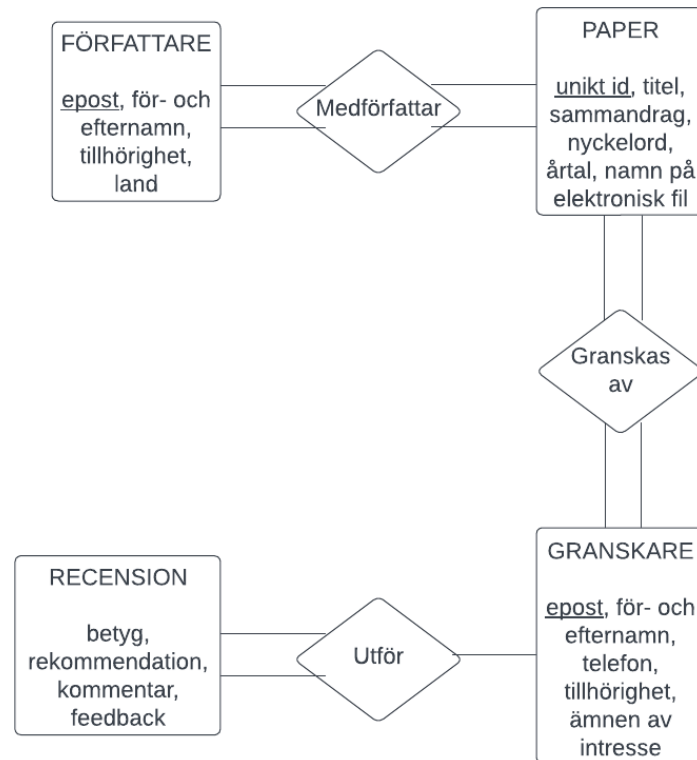 FÖRFATTARE
epost, för- och
efternamn,
tillhörighet,
land
Medförfattar
PAPER
unikt id, titel,
sammandrag,
nyckelord,
årtal, namn på
elektronisk fil
Granskas
av
RECENSION
betyg,
rekommendation,
kommentar,
feedback
Utför
GRANSKARE
epost, för- och
efternamn,
telefon,
tillhörighet,
ämnen av
intresse